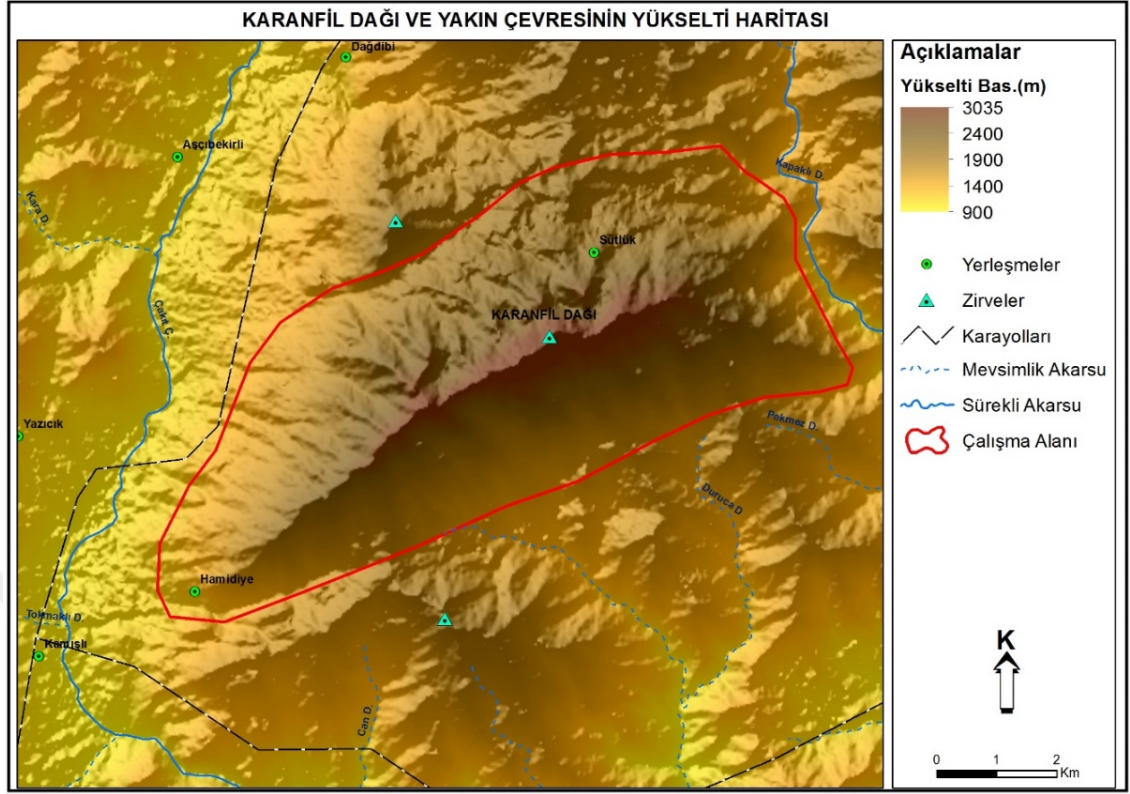 KARANFİL DAĞI VE YAKIN ÇEVRESİNİN YÜKSELTİ HARİTASI
Dağdibi
Aşçıbekirli
Kapaklı D.
Kara D.
Sütlük
Çakıt Ç.
KARANFİL DAĞI
Yazıcık
Pekmez D.
Duruca D
Hamidiye
Tokmaklı D.
Kamışlı
Can D.
Açıklamalar
Yükselti Bas.(m)
3035
2400
1900
1400
900
Yerleşmeler
Zirveler
Karayolları
Mevsimlik Akarsu
Sürekli Akarsu
Çalışma Alanı
K
0 1 2
Km